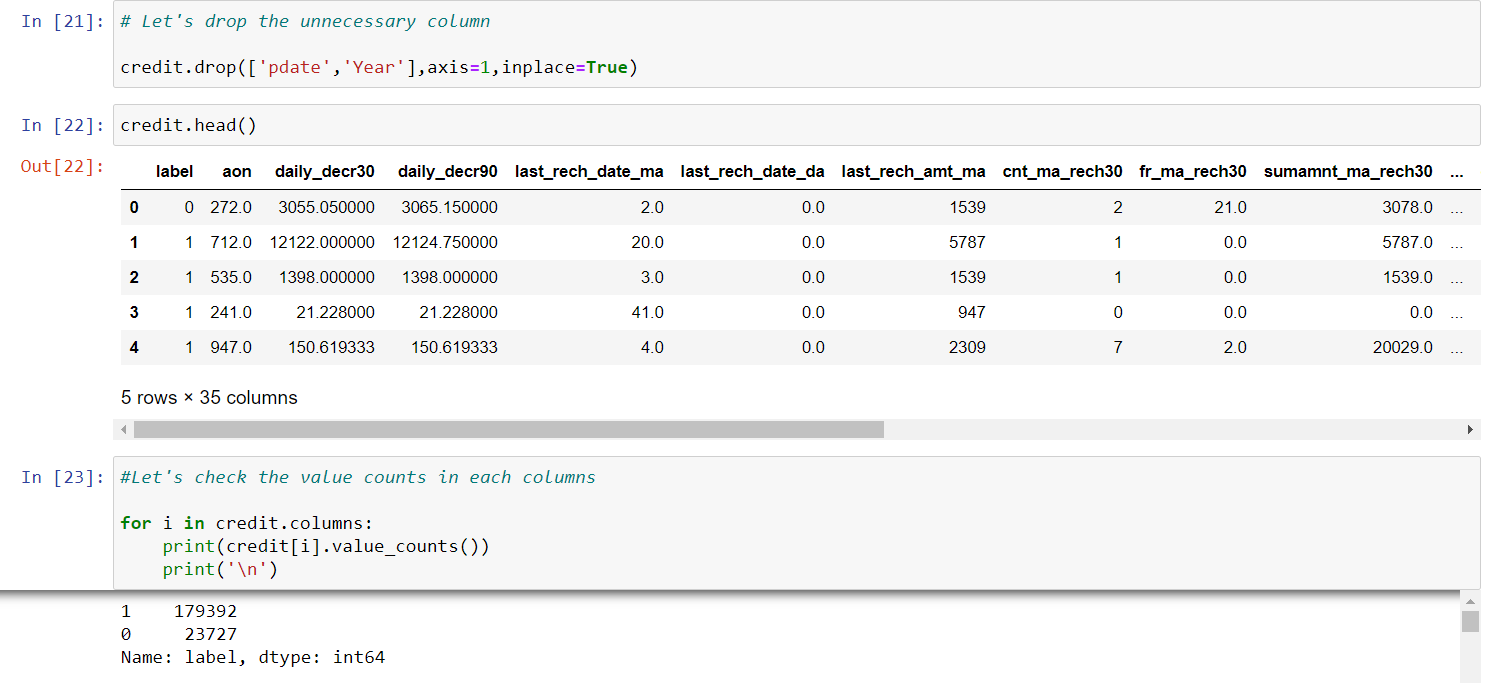 In [21]: # Let's drop the unnecessary column
credit.drop(['pdate','Year'],axis=1,inplace=True)
In [22]: credit.head()
Out[22]:
label aon daily_decr30 daily_decr90 last_rech_date_ma last_rech_date_da last_rech_amt_ma cnt_ma_rech30 fr_ma_rech30 sumamnt_ma_rech30 ...
0 0 272.0 3055.050000 3065.150000 2.0 0.0 1539 2 21.0 3078.0 ...
1 1 712.0 12122.000000 12124.750000 20.0 0.0 5787 1 0.0 5787.0 ...
2 1 535.0 1398.000000 1398.000000 3.0 0.0 1539 1 0.0 1539.0 ...
3 1 241.0 21.228000 21.228000 41.0 0.0 947 0 0.0 0.0 ...
4 1 947.0 150.619333 150.619333 4.0 0.0 2309 7 2.0 20029.0 ...
5 rows × 35 columns
In [23]: #Let's check the value counts in each columns
for i in credit.columns:
    print(credit[i].value_counts())
    print('\n')
1    179392
0     23727
Name: label, dtype: int64